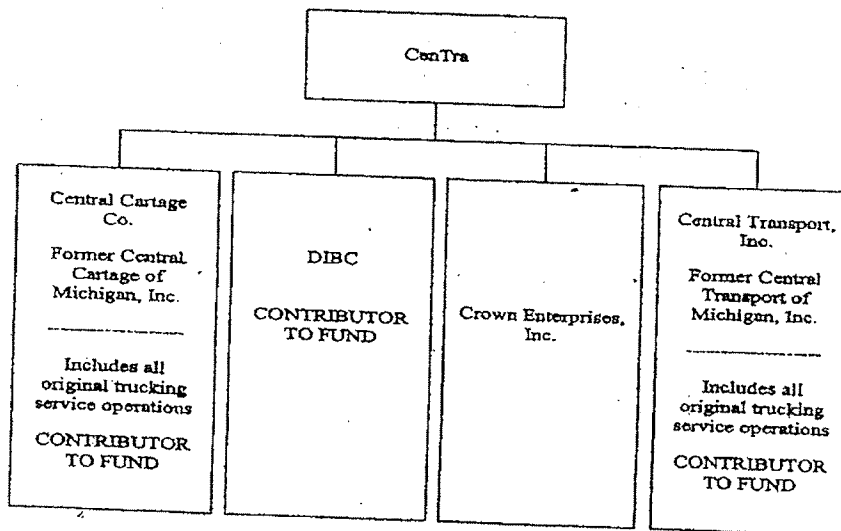 CenTra
Central Cartage
Co.
Former Central
Cartage of
Michigan, Inc.
Includes all
original trucking
service operations
CONTRIBUTOR
TO FUND
DIBC
CONTRIBUTOR
TO FUND
Crown Enterprises,
Inc.
Central Transport,
Inc.
Former Central
Transport of
Michigan, Inc.
Includes all
original trucking
service operations
CONTRIBUTOR
TO FUND